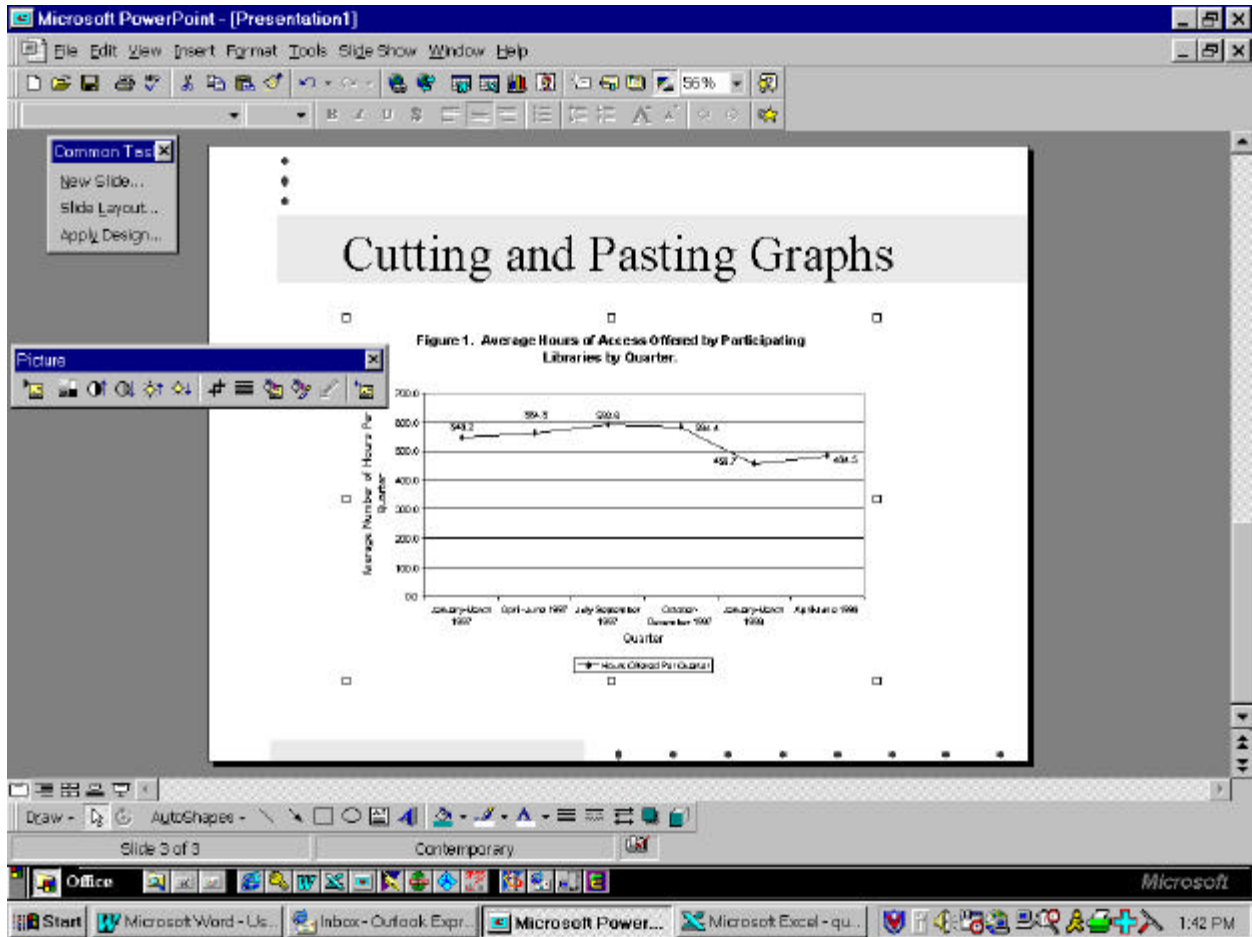 Microsoft PowerPoint - [Presentation1]
File Edit View Insert Format Tools Slide Show Window Help
56%
B I U S
Common Tas
New Slide...
Slide Layout...
Apply Design...
Cutting and Pasting Graphs
Picture
Figure 1. Average Hours of Access Offered by Participating
Libraries by Quarter.
Average Number of Hours Per
Quarter
700.0
600.0
500.0
400.0
300.0
200.0
100.0
0.0
564.5
484.5
January-March
1997
April-June 1997
July-September
1997
October-
December 1997
January-March
1998
April-June 1998
Quarter
Hours Offered Per Quarter
Draw
AutoShapes
Slide 3 of 3
Contemporary
Office
Microsoft
Start
Microsoft Word - Us...
Inbox - Outlook Expr...
Microsoft Power...
Microsoft Excel - qu...
1:42 PM